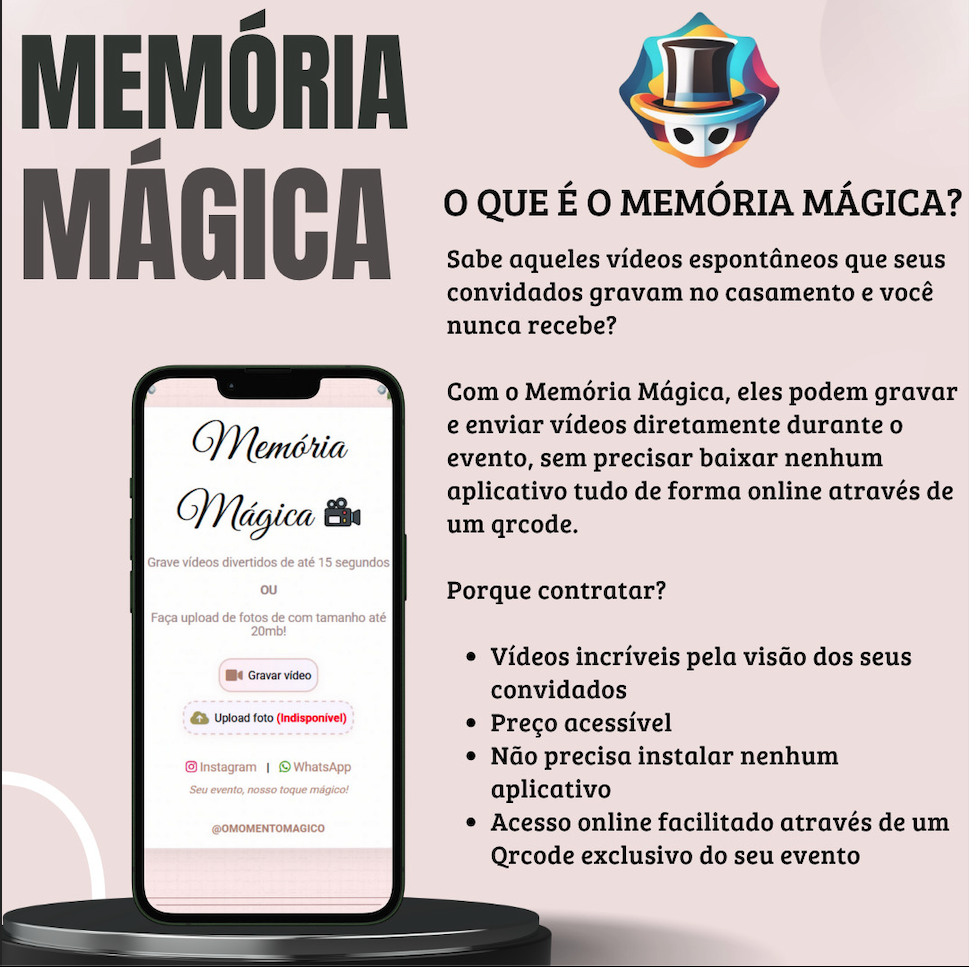 MEMÓRIA
MÁGICA
O QUE É O MEMÓRIA MÁGICA?
Sabe aqueles vídeos espontâneos que seus
convidados gravam no casamento e você
nunca recebe?
Com o Memória Mágica, eles podem gravar
e enviar vídeos diretamente durante o
evento, sem precisar baixar nenhum
aplicativo tudo de forma online através de
um qrcode.
Porque contratar?
• Vídeos incríveis pela visão dos seus
convidados
• Preço acessível
• Não precisa instalar nenhum
aplicativo
• Acesso online facilitado através de um
Qrcode exclusivo do seu evento
Memória
Mágica
Grave vídeos divertidos de até 15 segundos
OU
Faça upload de fotos de com tamanho até
20mb!
Gravar vídeo
Upload foto (Indisponível)
Instagram | WhatsApp
Seu evento, nosso toque mágico!
@OMOMENTOMAGICO